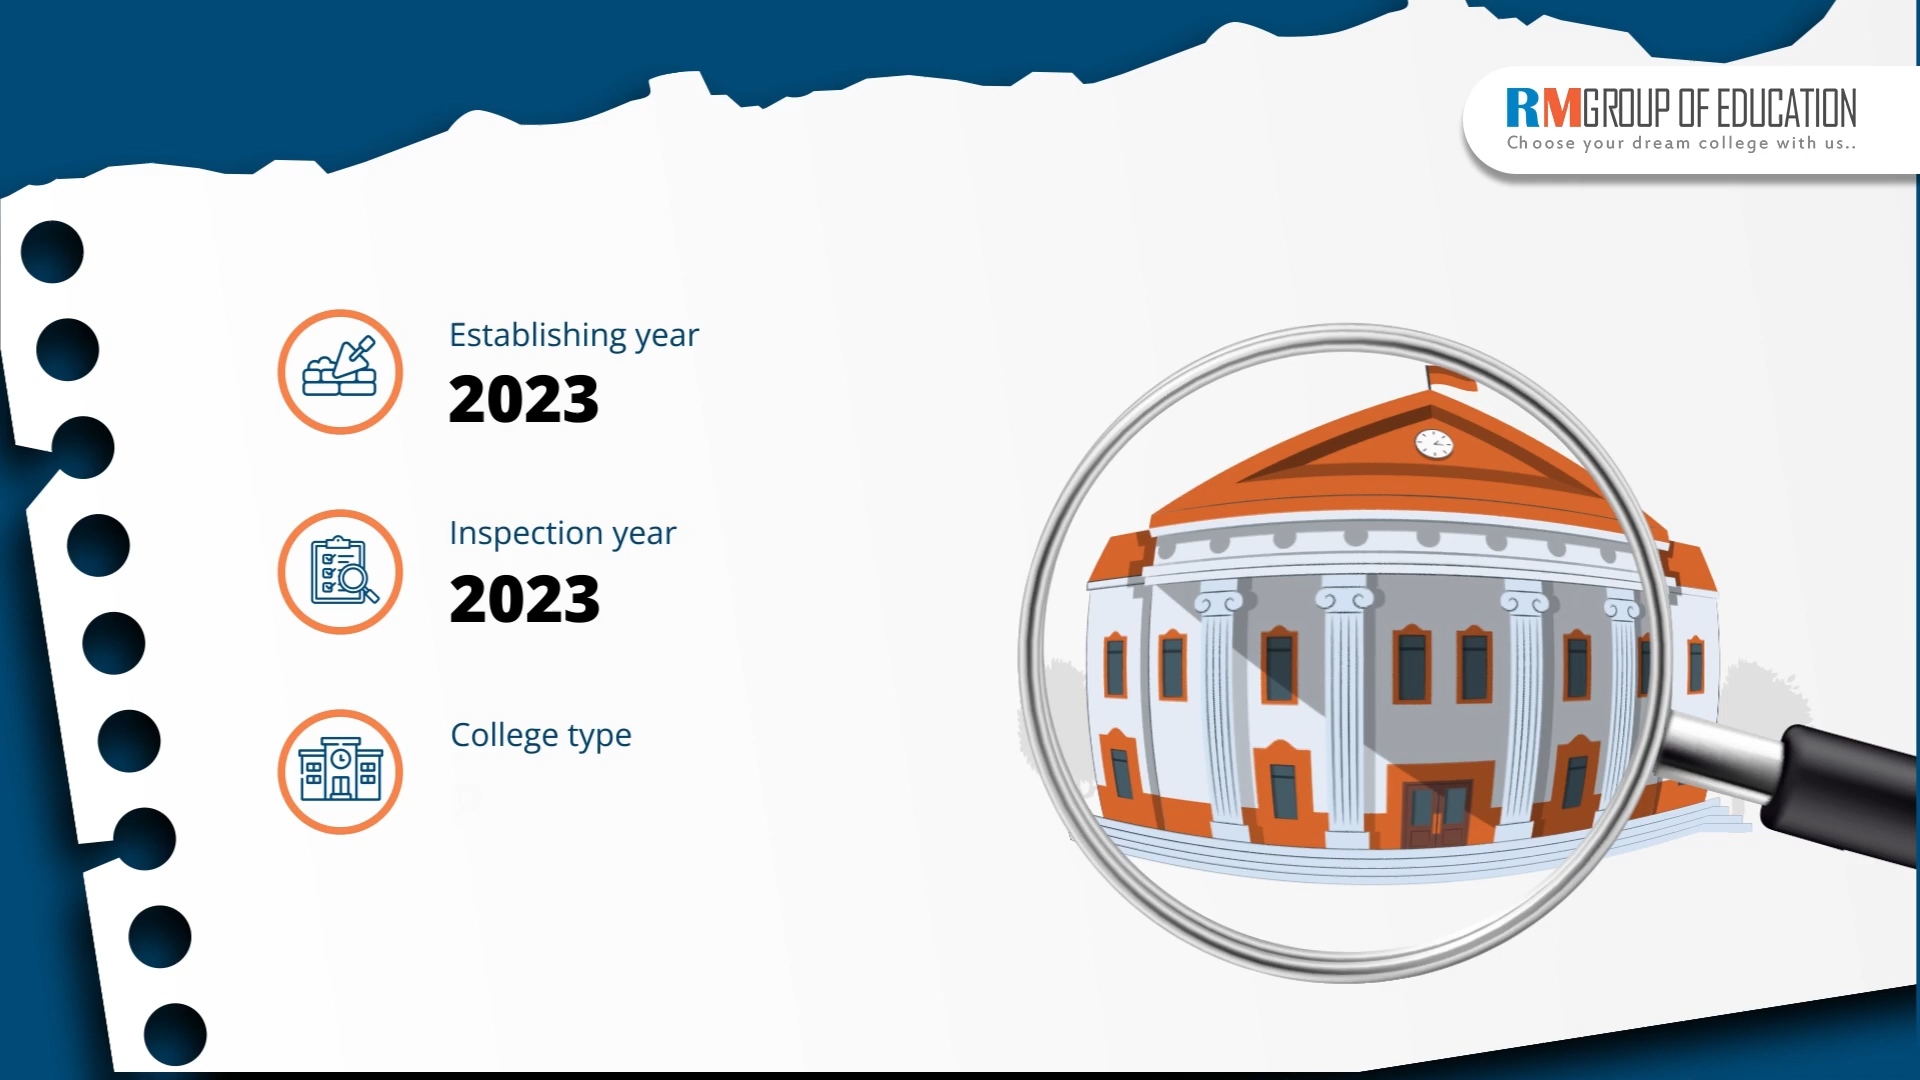 RMGROUP OF EDUCATION
Choose your dream college with us..
Establishing year
2023
Inspection year
2023
College type